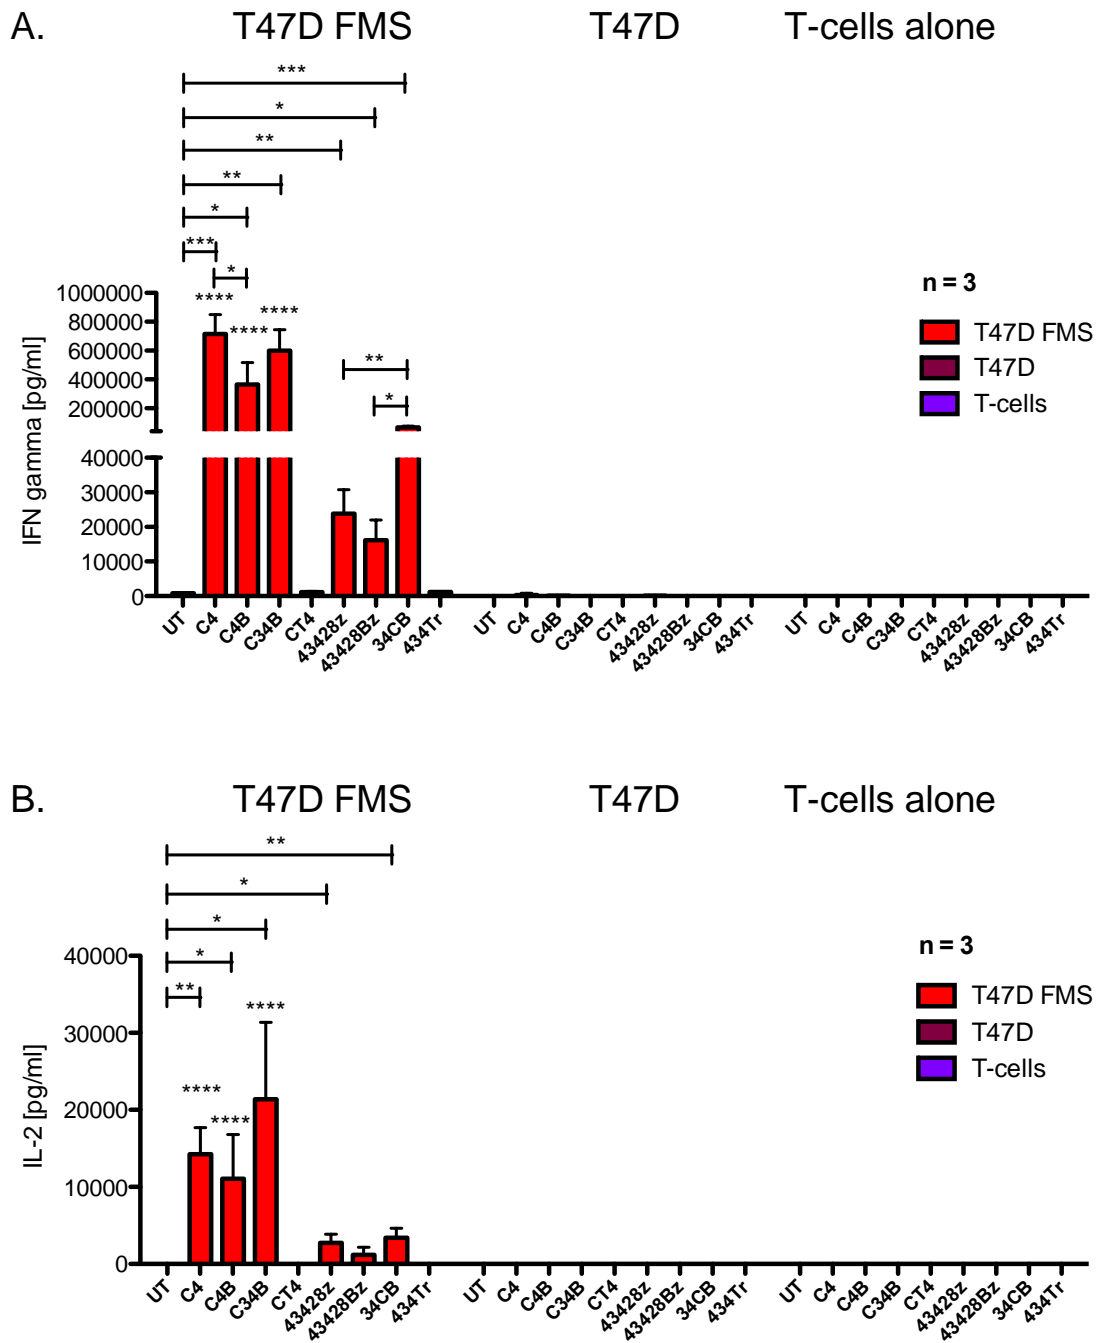 A. T47D FMS T47D T-cells alone
***
*
**
**
*
***
*
n = 3
T47D FMS
T47D
T-cells
IFN gamma [pg/ml]
1000000
800000
600000
400000
200000
40000
30000
20000
10000
0
**** **** ****
**
*
UT C4 C4B C34B CT4 43428z 43428Bz 34CB 434Tr UT C4 C4B C34B CT4 43428z 43428Bz 34CB 434Tr UT C4 C4B C34B CT4 43428z 43428Bz 34CB 434Tr
B. T47D FMS T47D T-cells alone
**
*
*
*
**
n = 3
T47D FMS
T47D
T-cells
IL-2 [pg/ml]
40000
30000
20000
10000
0
**** **** ****
UT C4 C4B C34B CT4 43428z 43428Bz 34CB 434Tr UT C4 C4B C34B CT4 43428z 43428Bz 34CB 434Tr UT C4 C4B C34B CT4 43428z 43428Bz 34CB 434Tr